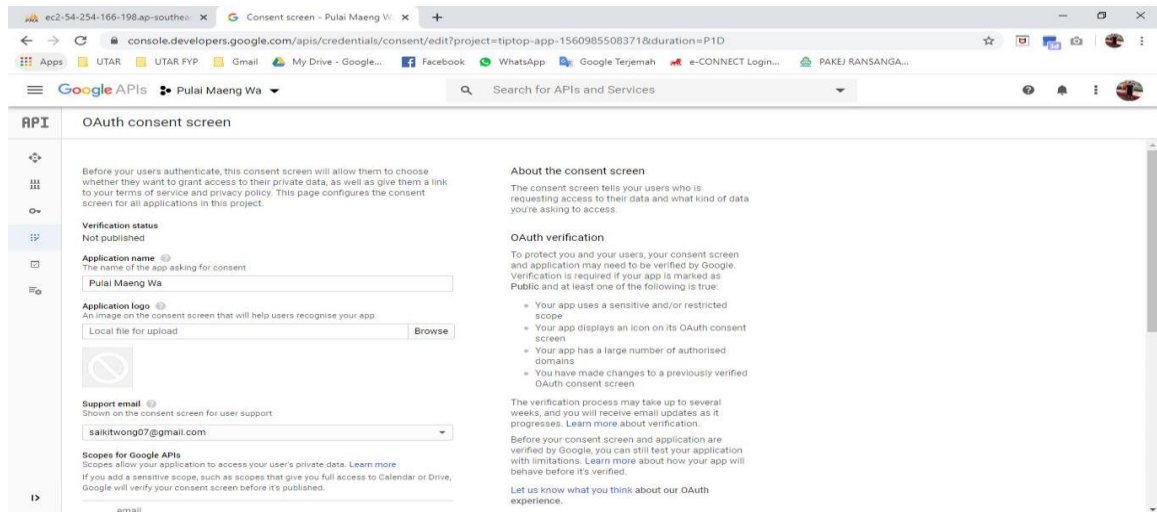 ec2-54-254-166-198.ap-southea
Consent screen - Pulai Maeng W
console.developers.google.com/apis/credentials/consent/edit?project=tiptop-app-1560985508371&duration=P1D
Apps UTAR UTAR FYP Gmail My Drive - Google... Facebook WhatsApp Google Terjemah e-CONNECT Login... PAKEJ RANSANGA...
Google APIs Pulai Maeng Wa Search for APIs and Services
API OAuth consent screen
Before your users authenticate, this consent screen will allow them to choose
whether they want to grant access to their private data, as well as give them a link
to your terms of service and privacy policy. This page configures the consent
screen for all applications in this project.
Verification status
Not published
Application name
The name of the app asking for consent
Pulai Maeng Wa
Application logo
An image on the consent screen that will help users recognise your app
Local file for upload Browse
Support email
Shown on the consent screen for user support
saikitwong07@gmail.com
Scopes for Google APIs
Scopes allow your application to access your user's private data. Learn more
If you add a sensitive scope, such as scopes that give you full access to Calendar or Drive,
Google will verify your consent screen before it's published.
email
About the consent screen
The consent screen tells your users who is
requesting access to their data and what kind of data
you're asking to access.
OAuth verification
To protect you and your users, your consent screen
and application may need to be verified by Google.
Verification is required if your app is marked as
Public and at least one of the following is true:
Your app uses a sensitive and/or restricted
scope
Your app displays an icon on its OAuth consent
screen
Your app has a large number of authorised
domains
You have made changes to a previously verified
OAuth consent screen
The verification process may take up to several
weeks, and you will receive email updates as it
progresses. Learn more about verification.
Before your consent screen and application are
verified by Google, you can still test your application
with limitations. Learn more about how your app will
behave before it's verified.
Let us know what you think about our OAuth
experience.